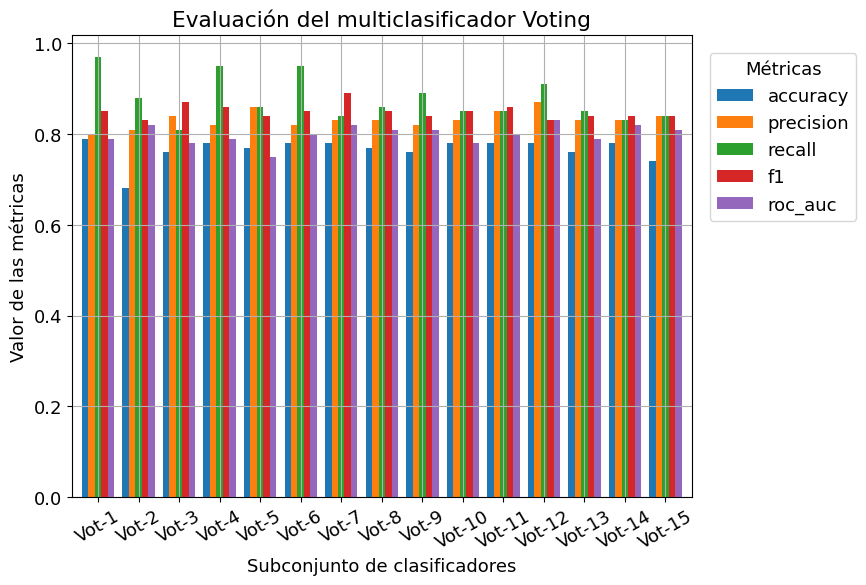 Evaluación del multiclasificador Voting
Valor de las métricas
1.0
0.8
0.6
0.4
0.2
0.0
Vot-1
Vot-2
Vot-3
Vot-4
Vot-5
Vot-6
Vot-7
Vot-8
Vot-9
Vot-10
Vot-11
Vot-12
Vot-13
Vot-14
Vot-15
Subconjunto de clasificadores
Métricas
accuracy
precision
recall
f1
roc_auc